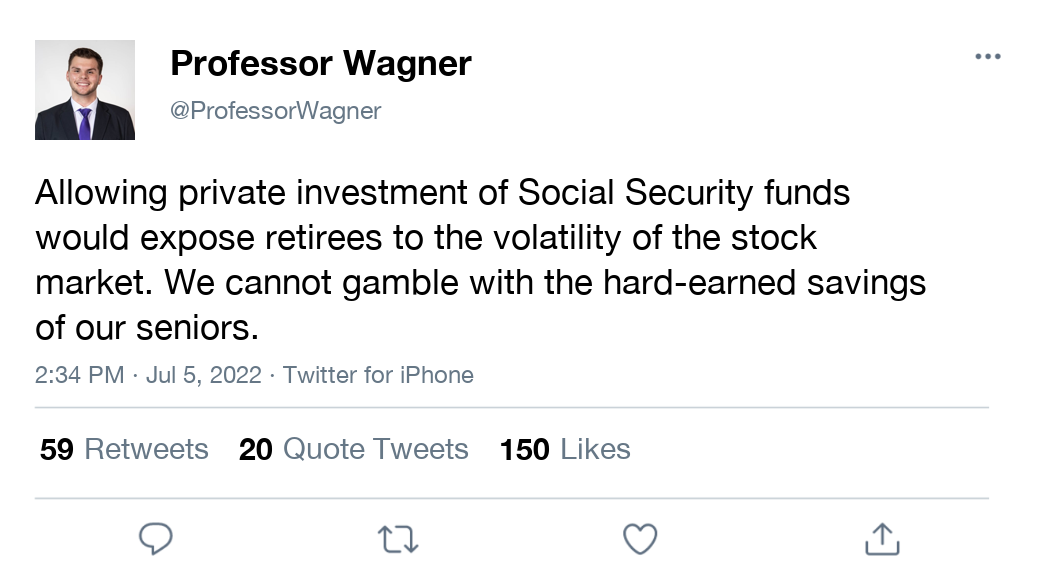 Professor Wagner
@ProfessorWagner
Allowing private investment of Social Security funds
would expose retirees to the volatility of the stock
market. We cannot gamble with the hard-earned savings
of our seniors.
2:34 PM · Jul 5, 2022 · Twitter for iPhone
59 Retweets 20 Quote Tweets 150 Likes